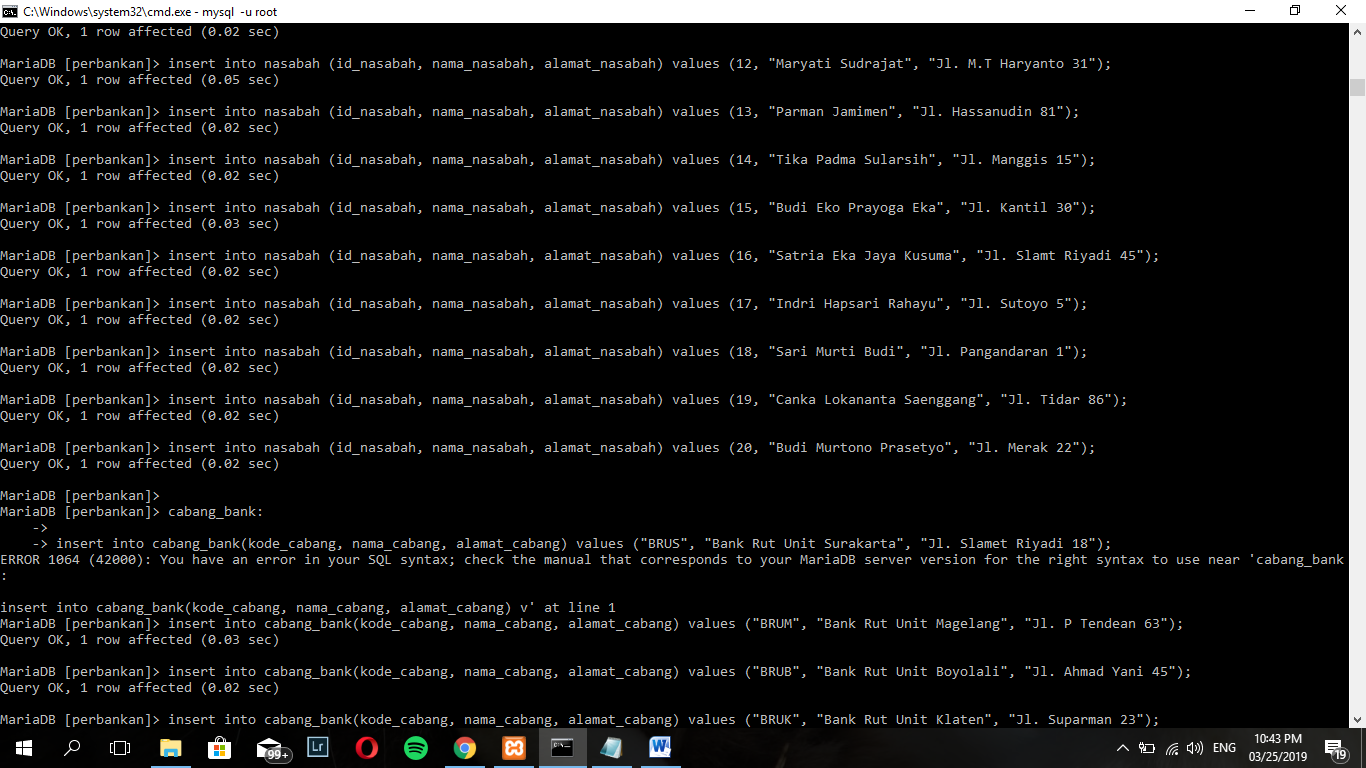 C:\Windows\system32\cmd.exe - mysql -u root
Query OK, 1 row affected (0.02 sec)
MariaDB [perbankan]> insert into nasabah (id_nasabah, nama_nasabah, alamat_nasabah) values (12, "Maryati Sudrajat", "Jl. M.T Haryanto 31");
Query OK, 1 row affected (0.05 sec)
MariaDB [perbankan]> insert into nasabah (id_nasabah, nama_nasabah, alamat_nasabah) values (13, "Parman Jamimen", "Jl. Hassanudin 81");
Query OK, 1 row affected (0.02 sec)
MariaDB [perbankan]> insert into nasabah (id_nasabah, nama_nasabah, alamat_nasabah) values (14, "Tika Padma Sularsih", "Jl. Manggis 15");
Query OK, 1 row affected (0.02 sec)
MariaDB [perbankan]> insert into nasabah (id_nasabah, nama_nasabah, alamat_nasabah) values (15, "Budi Eko Prayoga Eka", "Jl. Kantil 30");
Query OK, 1 row affected (0.03 sec)
MariaDB [perbankan]> insert into nasabah (id_nasabah, nama_nasabah, alamat_nasabah) values (16, "Satria Eka Jaya Kusuma", "Jl. Slamt Riyadi 45");
Query OK, 1 row affected (0.02 sec)
MariaDB [perbankan]> insert into nasabah (id_nasabah, nama_nasabah, alamat_nasabah) values (17, "Indri Hapsari Rahayu", "Jl. Sutoyo 5");
Query OK, 1 row affected (0.02 sec)
MariaDB [perbankan]> insert into nasabah (id_nasabah, nama_nasabah, alamat_nasabah) values (18, "Sari Murti Budi", "Jl. Pangandaran 1");
Query OK, 1 row affected (0.02 sec)
MariaDB [perbankan]> insert into nasabah (id_nasabah, nama_nasabah, alamat_nasabah) values (19, "Canka Lokananta Saenggang", "Jl. Tidar 86");
Query OK, 1 row affected (0.02 sec)
MariaDB [perbankan]> insert into nasabah (id_nasabah, nama_nasabah, alamat_nasabah) values (20, "Budi Murtono Prasetyo", "Jl. Merak 22");
Query OK, 1 row affected (0.02 sec)
MariaDB [perbankan]>
MariaDB [perbankan]> cabang_bank:
->
-> insert into cabang_bank(kode_cabang, nama_cabang, alamat_cabang) values ("BRUS", "Bank Rut Unit Surakarta", "Jl. Slamet Riyadi 18");
ERROR 1064 (42000): You have an error in your SQL syntax; check the manual that corresponds to your MariaDB server version for the right syntax to use near 'cabang_bank
:
insert into cabang_bank(kode_cabang, nama_cabang, alamat_cabang) v' at line 1
MariaDB [perbankan]> insert into cabang_bank(kode_cabang, nama_cabang, alamat_cabang) values ("BRUM", "Bank Rut Unit Magelang", "Jl. P Tendean 63");
Query OK, 1 row affected (0.03 sec)
MariaDB [perbankan]> insert into cabang_bank(kode_cabang, nama_cabang, alamat_cabang) values ("BRUB", "Bank Rut Unit Boyolali", "Jl. Ahmad Yani 45");
Query OK, 1 row affected (0.02 sec)
MariaDB [perbankan]> insert into cabang_bank(kode_cabang, nama_cabang, alamat_cabang) values ("BRUK", "Bank Rut Unit Klaten", "Jl. Suparman 23");
99+
Lr
W
ENG
10:43 PM
03/25/2019
19